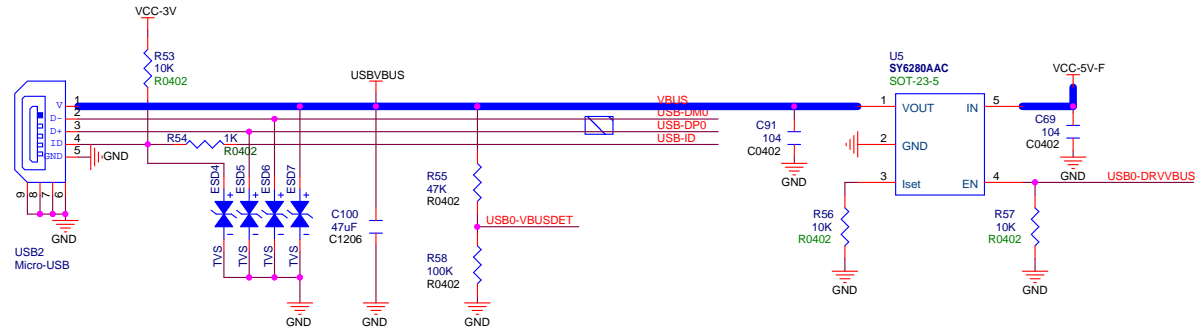 VCC-3V
R53
10K
R0402
USBVBUS
U5
SY6280AAC
SOT-23-5
VCC-5V-F
V
1
D-
2
D+
3
ID
4
GND
5
GND
9
8
7
6
GND
USB2
Micro-USB
R54
1K
R0402
VBUS
USB-DM0
USB-DP0
USB-ID
ESD4
ESD5
ESD6
ESD7
TVS
TVS
TVS
TVS
GND
C100
47uF
C1206
GND
R55
47K
R0402
USB0-VBUSDET
R58
100K
R0402
GND
C91
104
C0402
GND
1
VOUT
IN
5
2
GND
3
Iset
EN
4
C69
104
C0402
GND
USB0-DRVVBUS
R56
10K
R0402
GND
R57
10K
R0402
GND